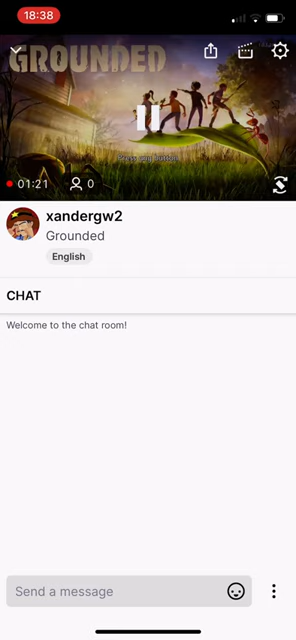 18:38
GROUNDED
Press any button
01:21
0
xandergw2
Grounded
English
CHAT
Welcome to the chat room!
Send a message